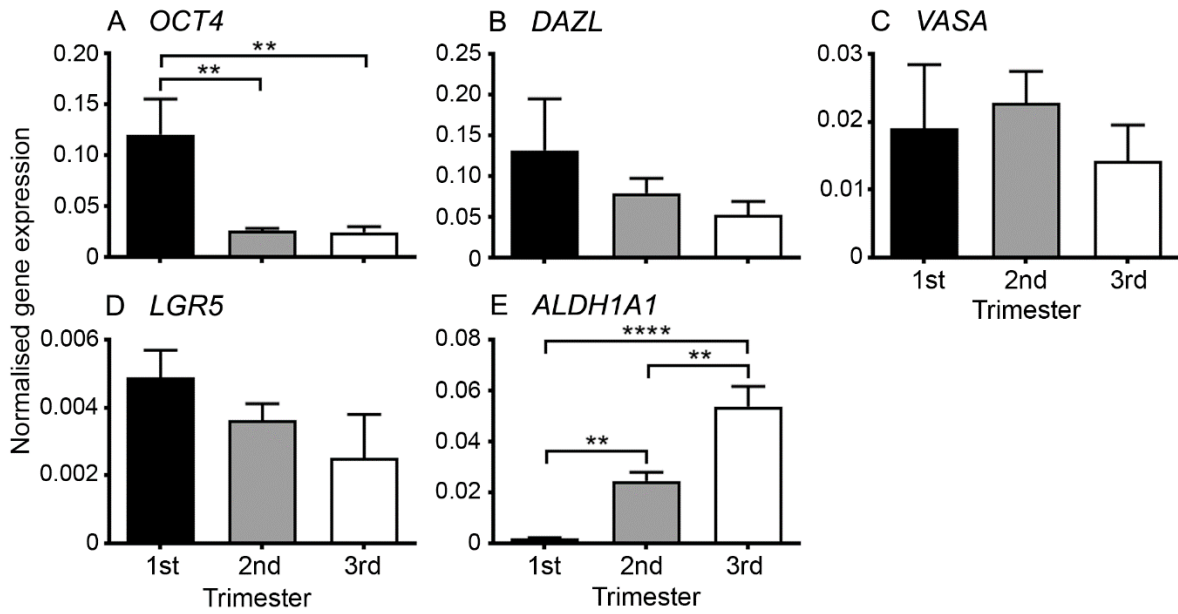 Normalised gene expression
A OCT4
0.20
0.15
0.10
0.05
0
**
**
B DAZL
0.25
0.20
0.15
0.10
0.05
0
C VASA
0.03
0.02
0.01
0.00
1st 2nd 3rd
Trimester
D LGR5
0.006
0.004
0.002
0
1st 2nd 3rd
Trimester
E ALDH1A1
0.08
0.06
0.04
0.02
0
****
**
**
1st 2nd 3rd
Trimester